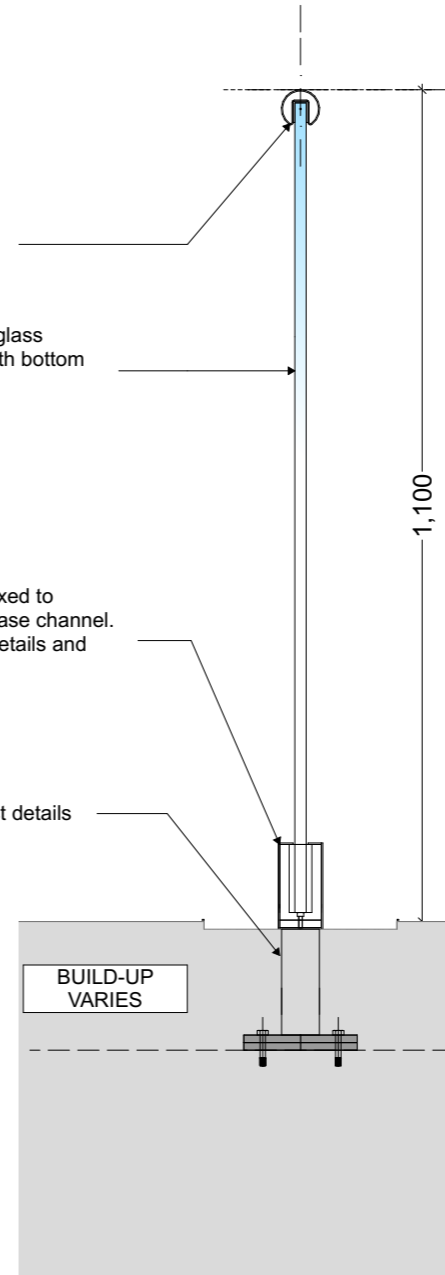 glass
th bottom
1,100
xed to
ase channel.
etails and
t details
BUILD-UP
VARIES